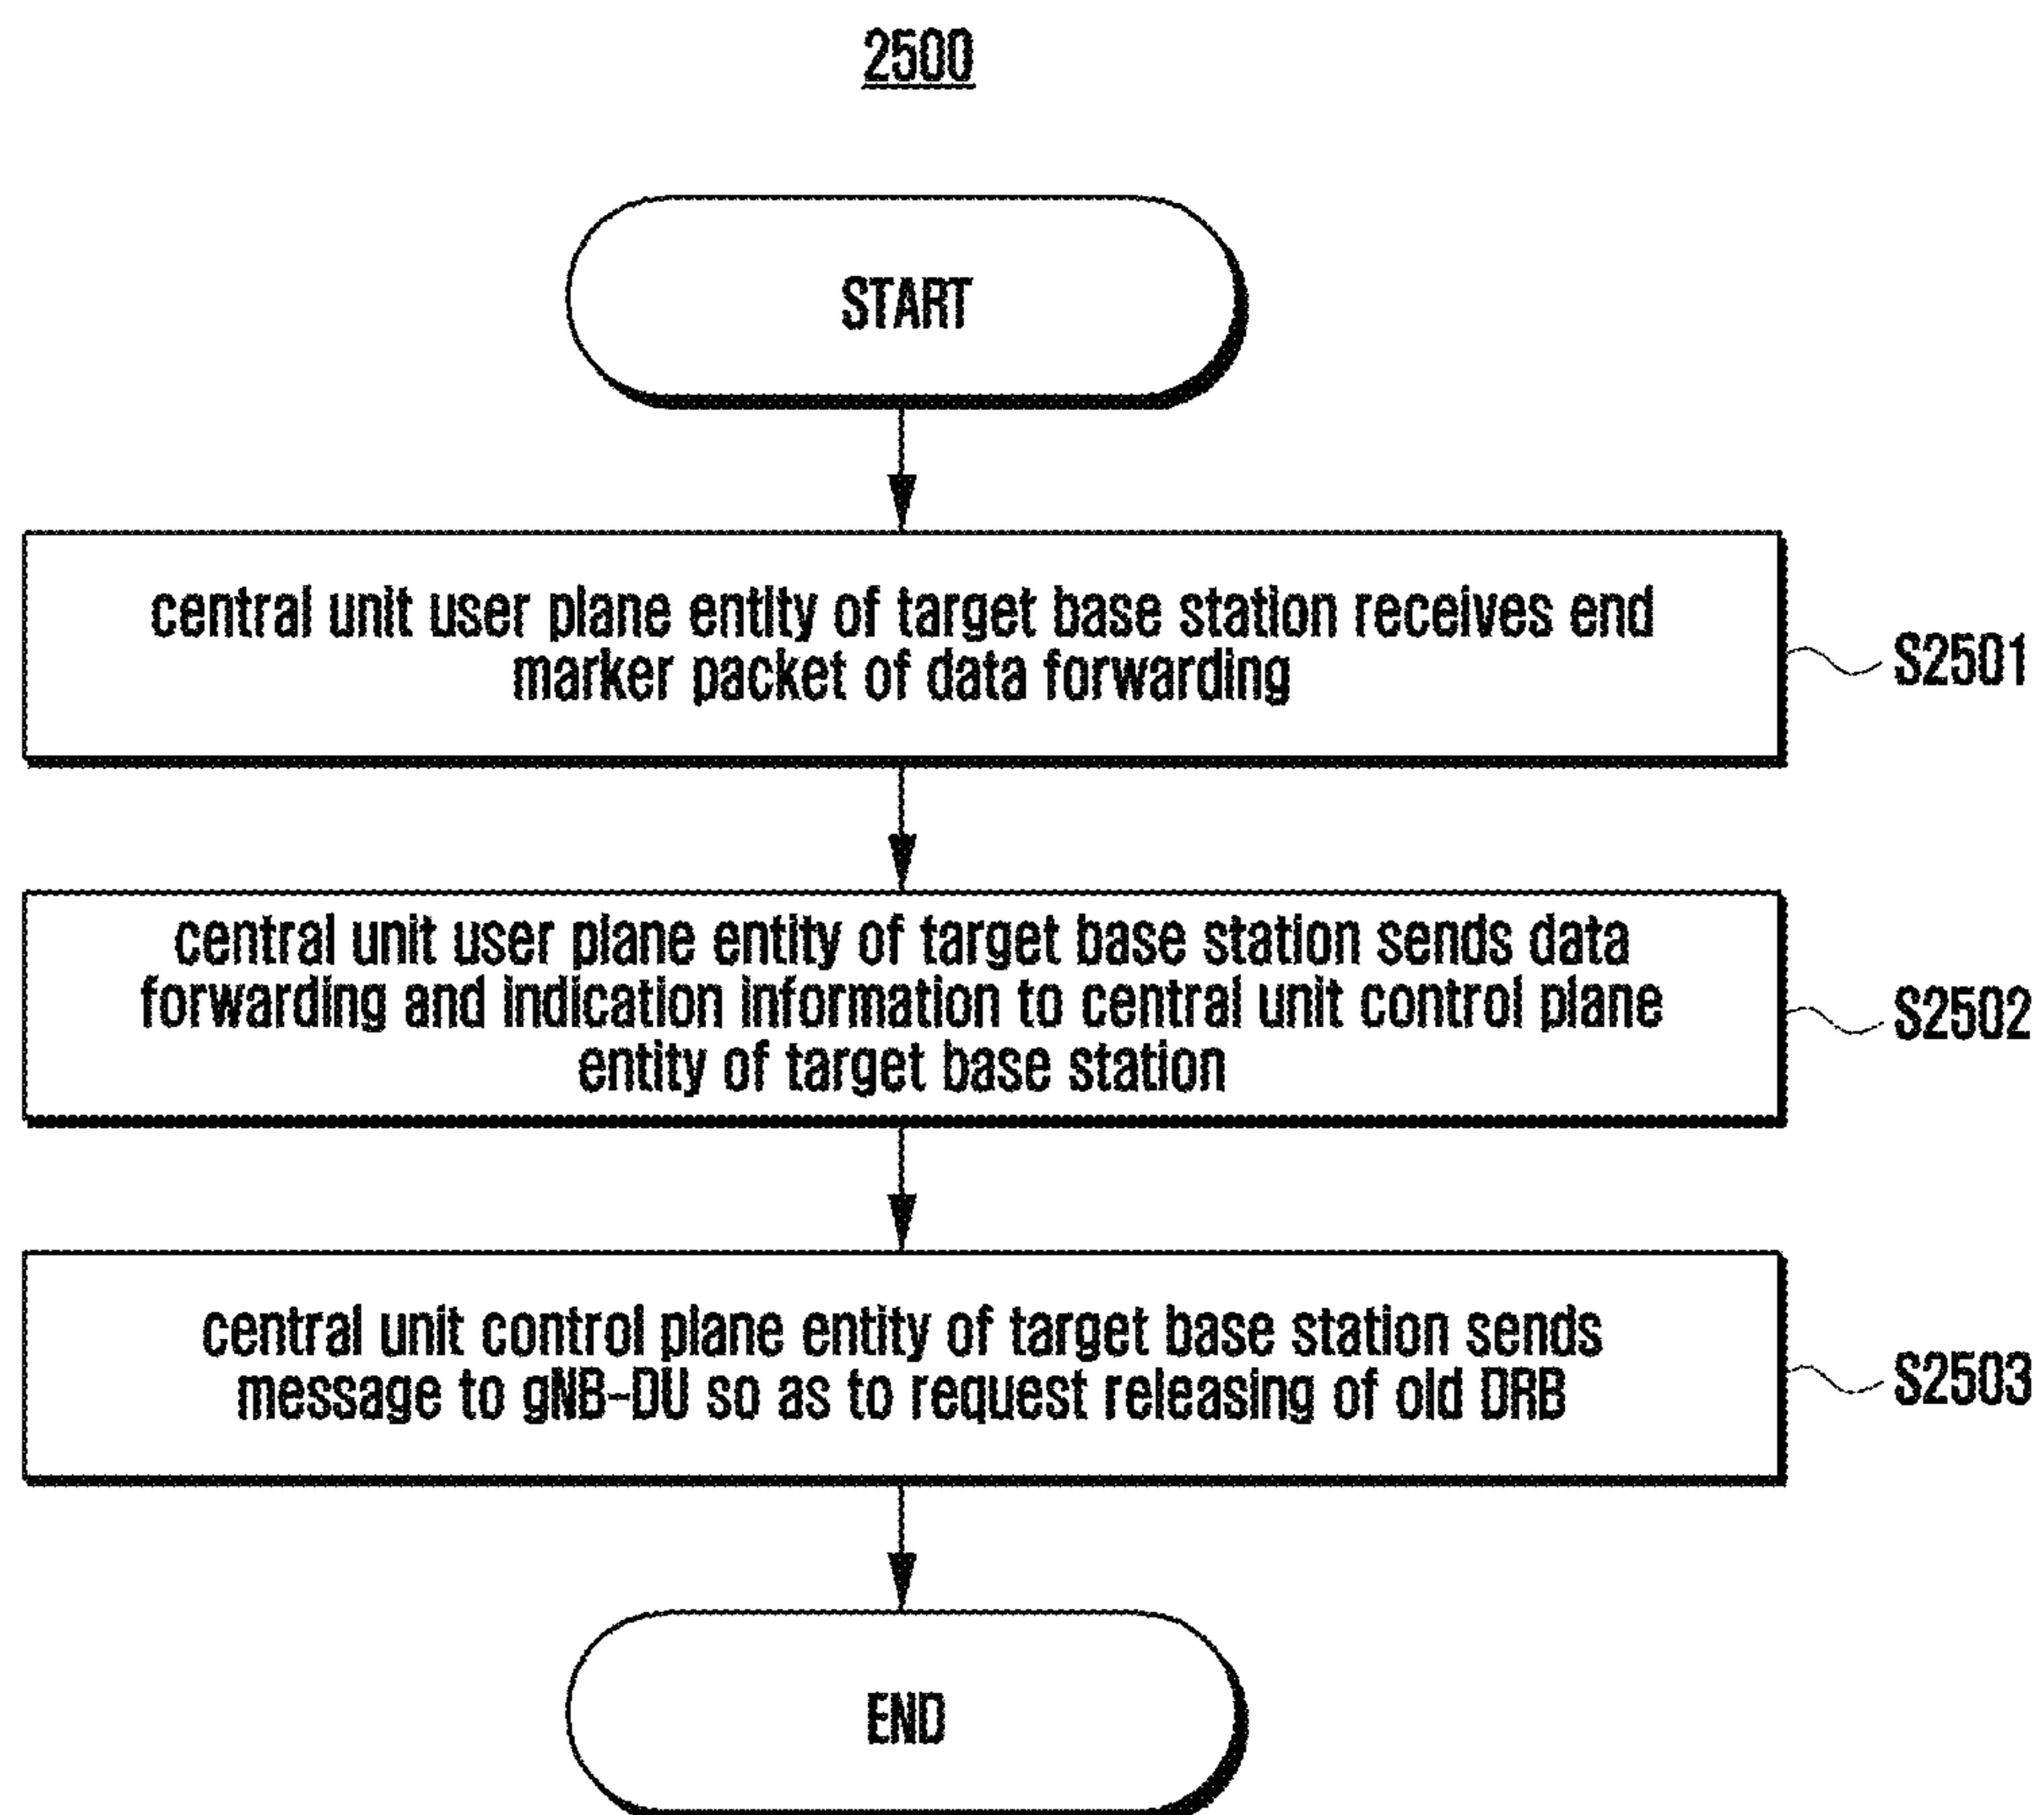 2500
START
central unit user plane entity of target base station receives end
marker packet of data forwarding
S2501
central unit user plane entity of target base station sends data
forwarding and indication information to central unit control plane
entity of target base station
S2502
central unit control plane entity of target base station sends
message to gNB-DU so as to request releasing of old DRB
S2503
END